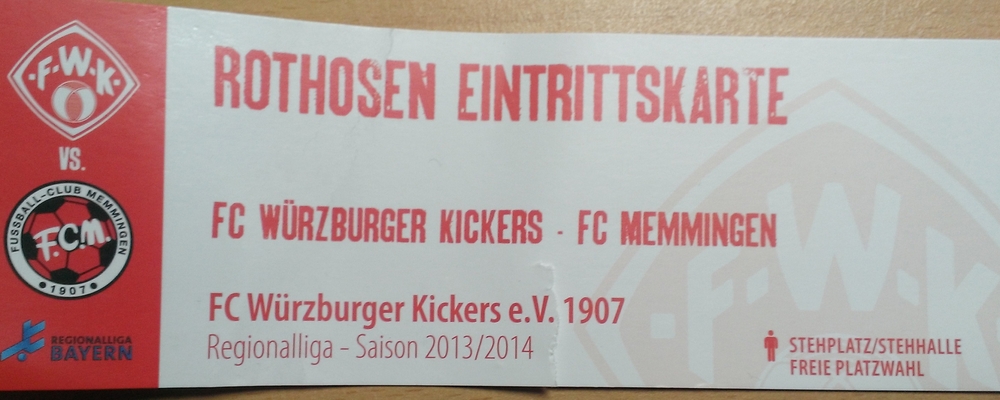 F·W·K
VS.
FUSSBALL-CLUB MEMMINGEN
F.C.M.
1907
REGIONALLIGA
BAYERN
ROTHOSEN EINTRITTSKARTE
FC WÜRZBURGER KICKERS - FC MEMMINGEN
FC Würzburger Kickers e.V. 1907
Regionalliga – Saison 2013/2014
F·W·K
STEHPLATZ/STEHHALLE
FREIE PLATZWAHL